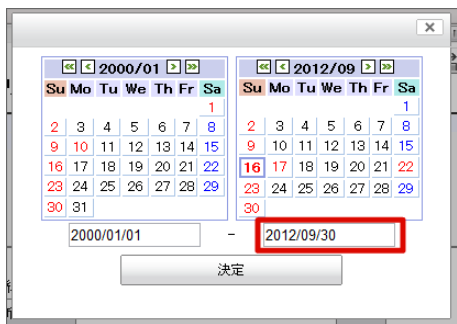 ×
2000/01 2012/09
Su Mo Tu We Th Fr Sa Su Mo Tu We Th Fr Sa
1 1
2 3 4 5 6 7 8 2 3 4 5 6 7 8
9 10 11 12 13 14 15 9 10 11 12 13 14 15
16 17 18 19 20 21 22 16 17 18 19 20 21 22
23 24 25 26 27 28 29 23 24 25 26 27 28 29
30 31 30
2000/01/01 – 2012/09/30
決定